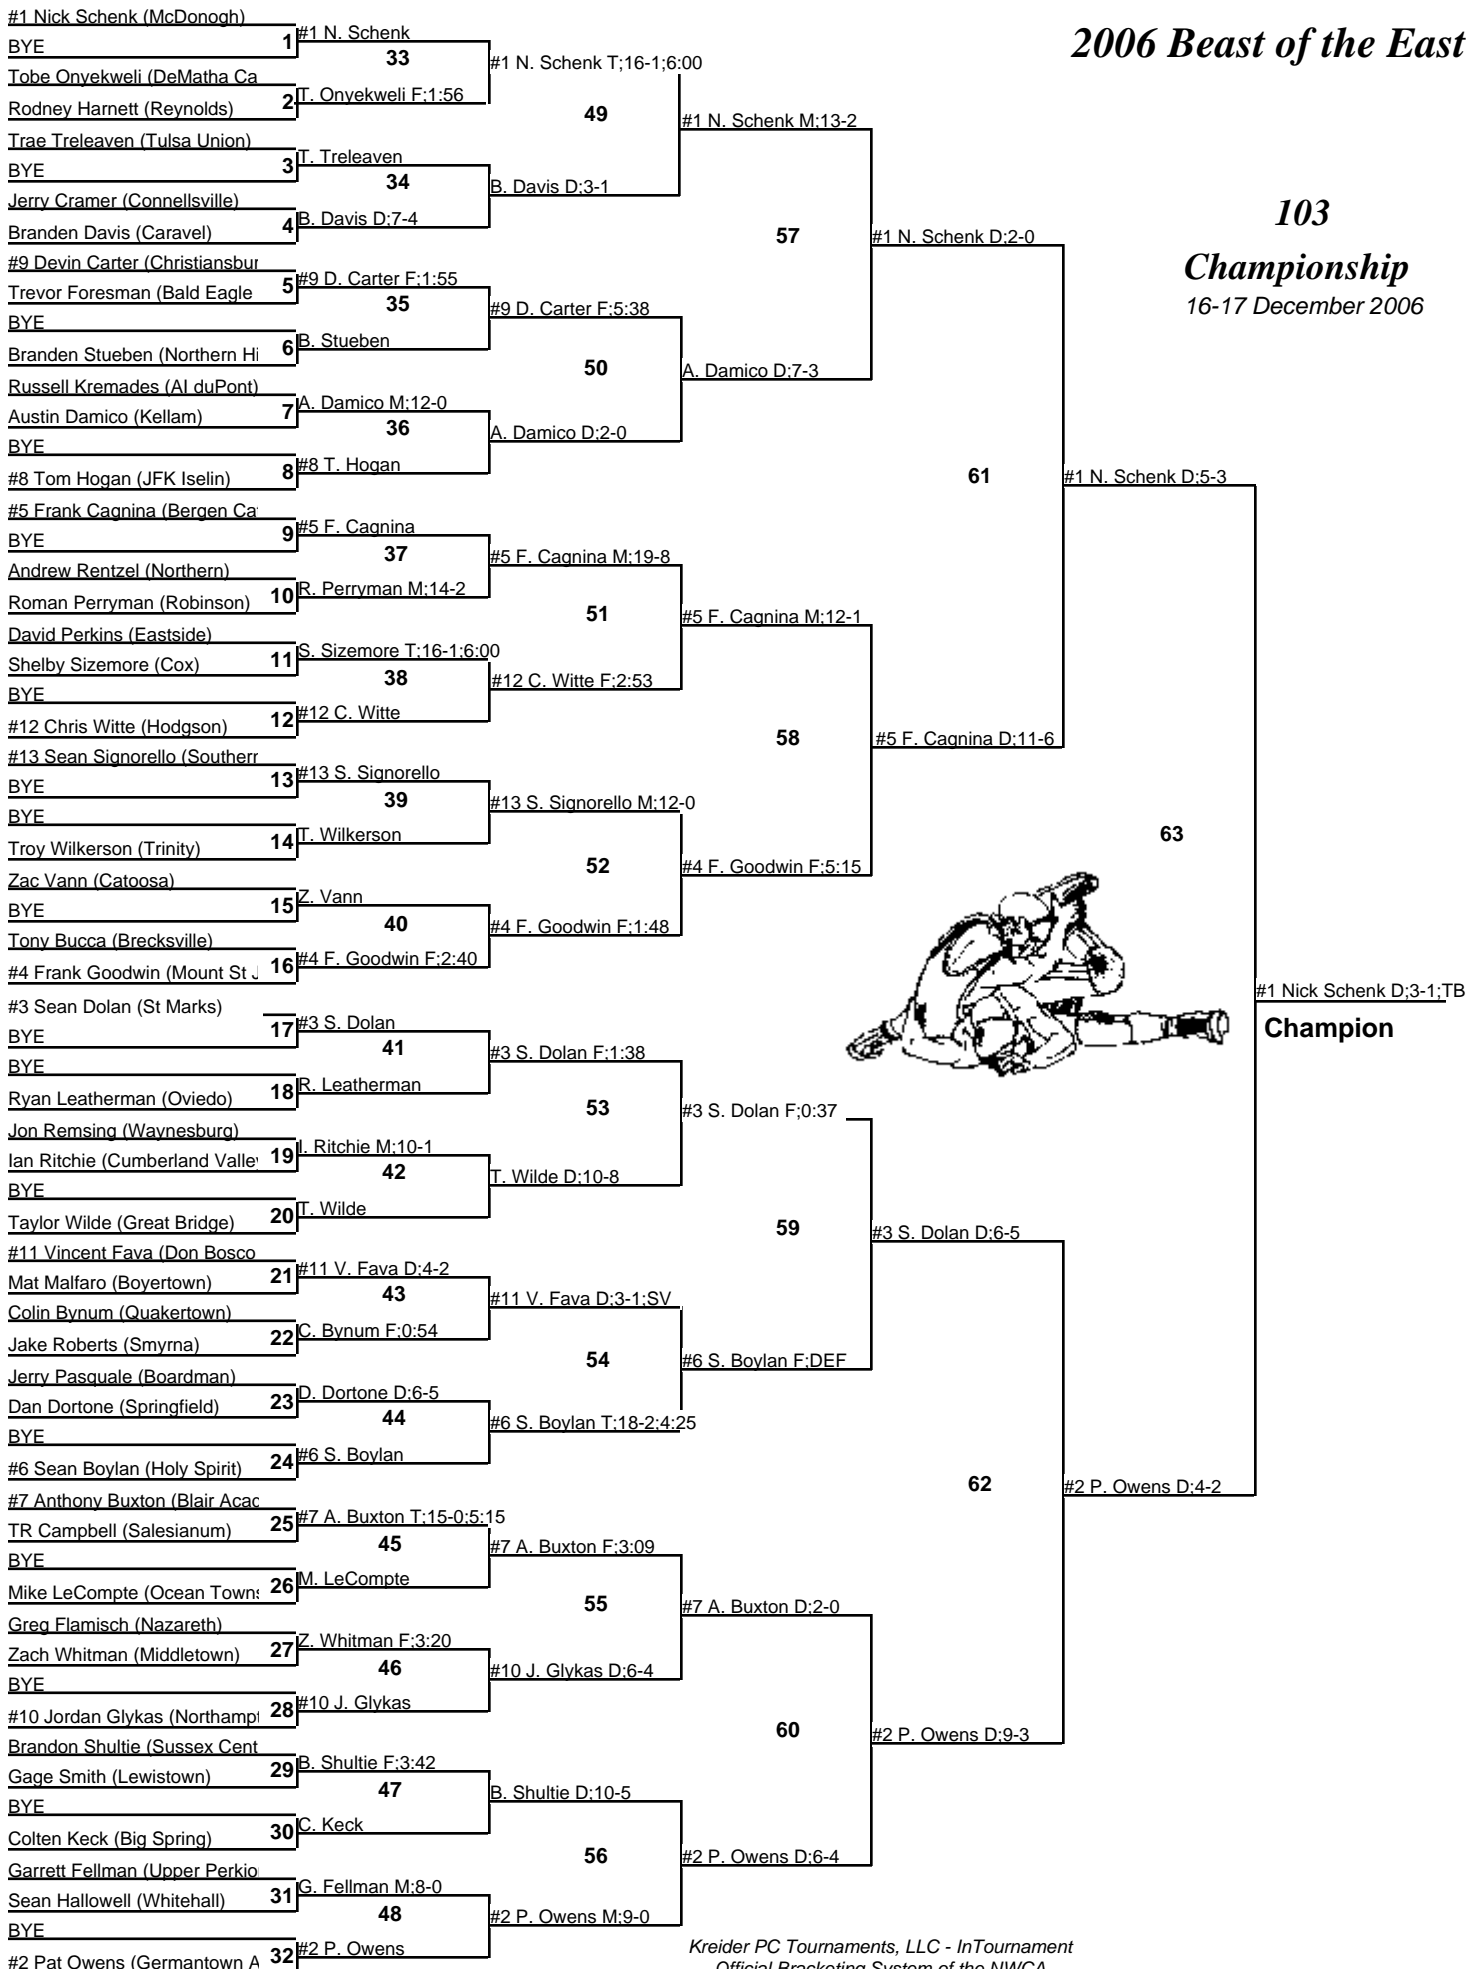 2006 Beast of the East
103
Championship
16-17 December 2006
#1 Nick Schenk (McDonogh)
BYE
1
Tobe Onyekweli (DeMatha Ca
Rodney Harnett (Reynolds)
2
Trae Treleaven (Tulsa Union)
BYE
3
Jerry Cramer (Connellsville)
Branden Davis (Caravel)
4
#9 Devin Carter (Christiansbur
Trevor Foresman (Bald Eagle
5
BYE
Branden Stueben (Northern Hi
6
Russell Kremades (AI duPont)
Austin Damico (Kellam)
7
BYE
#8 Tom Hogan (JFK Iselin)
8
#5 Frank Cagnina (Bergen Ca
BYE
9
Andrew Rentzel (Northern)
Roman Perryman (Robinson)
10
David Perkins (Eastside)
Shelby Sizemore (Cox)
11
BYE
#12 Chris Witte (Hodgson)
12
#13 Sean Signorello (Southern
BYE
13
BYE
Troy Wilkerson (Trinity)
14
Zac Vann (Catoosa)
BYE
15
Tony Bucca (Brecksville)
#4 Frank Goodwin (Mount St J
16
#3 Sean Dolan (St Marks)
BYE
17
BYE
Ryan Leatherman (Oviedo)
18
Jon Remsing (Waynesburg)
Ian Ritchie (Cumberland Valley
19
BYE
Taylor Wilde (Great Bridge)
20
#11 Vincent Fava (Don Bosco
Mat Malfaro (Boyertown)
21
Colin Bynum (Quakertown)
Jake Roberts (Smyrna)
22
Jerry Pasquale (Boardman)
Dan Dortone (Springfield)
23
BYE
#6 Sean Boylan (Holy Spirit)
24
#7 Anthony Buxton (Blair Acad
TR Campbell (Salesianum)
25
BYE
Mike LeCompte (Ocean Towns
26
Greg Flamisch (Nazareth)
Zach Whitman (Middletown)
27
BYE
#10 Jordan Glykas (Northampt
28
Brandon Shultie (Sussex Cent
Gage Smith (Lewistown)
29
BYE
Colten Keck (Big Spring)
30
Garrett Fellman (Upper Perkio
Sean Hallowell (Whitehall)
31
BYE
#2 Pat Owens (Germantown A
32
#1 N. Schenk
33
T. Onyekweli F;1:56
T. Treleaven
34
B. Davis D;7-4
#9 D. Carter F;1:55
35
B. Stueben
A. Damico M;12-0
36
#8 T. Hogan
#5 F. Cagnina
37
R. Perryman M;14-2
S. Sizemore T;16-1;6:00
38
#12 C. Witte
#13 S. Signorello
39
T. Wilkerson
Z. Vann
40
#4 F. Goodwin F;2:40
#3 S. Dolan
41
R. Leatherman
I. Ritchie M;10-1
42
T. Wilde
#11 V. Fava D;4-2
43
C. Bynum F;0:54
D. Dortone D;6-5
44
#6 S. Boylan
#7 A. Buxton T;15-0;5:15
45
M. LeCompte
Z. Whitman F;3:20
46
#10 J. Glykas
B. Shultie F;3:42
47
C. Keck
G. Fellman M;8-0
48
#2 P. Owens
#1 N. Schenk T;16-1;6:00
49
B. Davis D;3-1
#9 D. Carter F;5:38
50
A. Damico D;2-0
#5 F. Cagnina M;19-8
51
#12 C. Witte F;2:53
#13 S. Signorello M;12-0
52
#4 F. Goodwin F;1:48
#3 S. Dolan F;1:38
53
T. Wilde D;10-8
#11 V. Fava D;3-1;SV
54
#6 S. Boylan T;18-2;4:25
#7 A. Buxton F;3:09
55
#10 J. Glykas D;6-4
B. Shultie D;10-5
56
#2 P. Owens M;9-0
#1 N. Schenk M;13-2
57
A. Damico D;7-3
#5 F. Cagnina M;12-1
58
#4 F. Goodwin F;5:15
#3 S. Dolan F;0:37
59
#6 S. Boylan F;DEF
#7 A. Buxton D;2-0
60
#2 P. Owens D;6-4
#1 N. Schenk D;2-0
61
#5 F. Cagnina D;11-6
#3 S. Dolan D;6-5
62
#2 P. Owens D;9-3
#1 N. Schenk D;5-3
63
#2 P. Owens D;4-2
#1 Nick Schenk D;3-1;TB
Champion
Kreider PC Tournaments, LLC - InTournament
Official Bracketing System of the NWCA